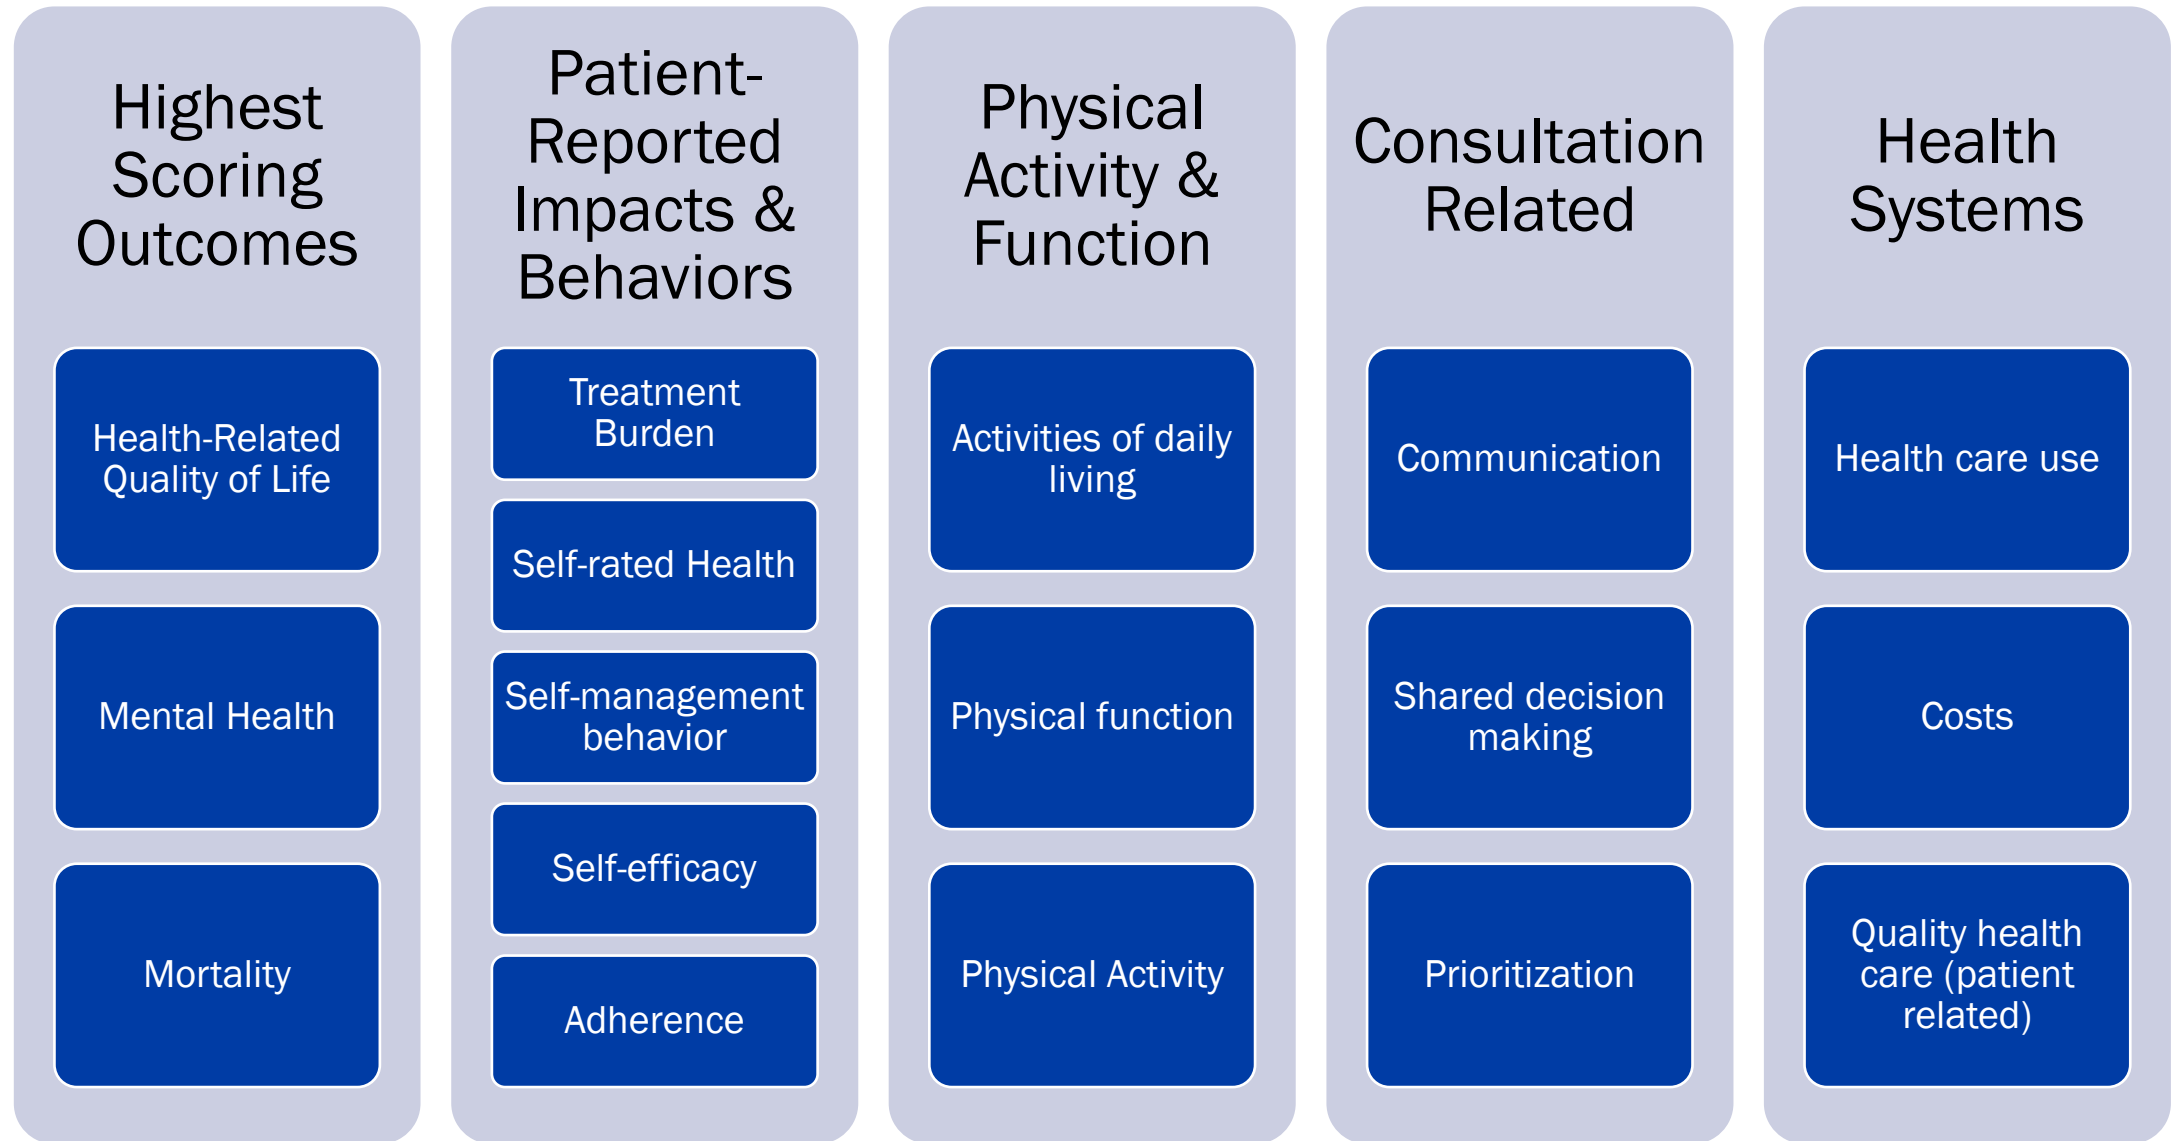 Highest
Scoring
Outcomes
Health-Related
Quality of Life
Mental Health
Mortality
Patient-
Reported
Impacts &
Behaviors
Treatment
Burden
Self-rated Health
Self-management
behavior
Self-efficacy
Adherence
Physical
Activity &
Function
Activities of daily
living
Physical function
Physical Activity
Consultation
Related
Communication
Shared decision
making
Prioritization
Health
Systems
Health care use
Costs
Quality health
care (patient
related)